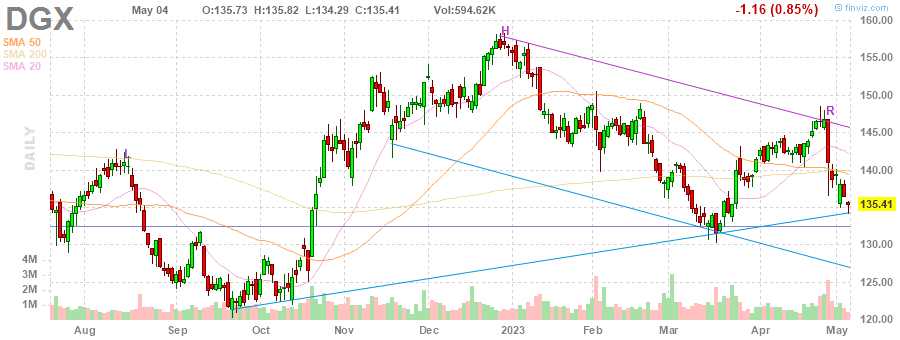 DGX May 04 O:135.73 H:135.82 L:134.29 C:135.41 Vol:594.62K -1.16 (0.85%) @ finviz.com
SMA 50
SMA 200
SMA 20
DAILY
H
R
160.00
155.00
150.00
145.00
140.00
135.41
130.00
125.00
120.00
4M
3M
2M
1M
Aug Sep Oct Nov Dec 2023 Feb Mar Apr May